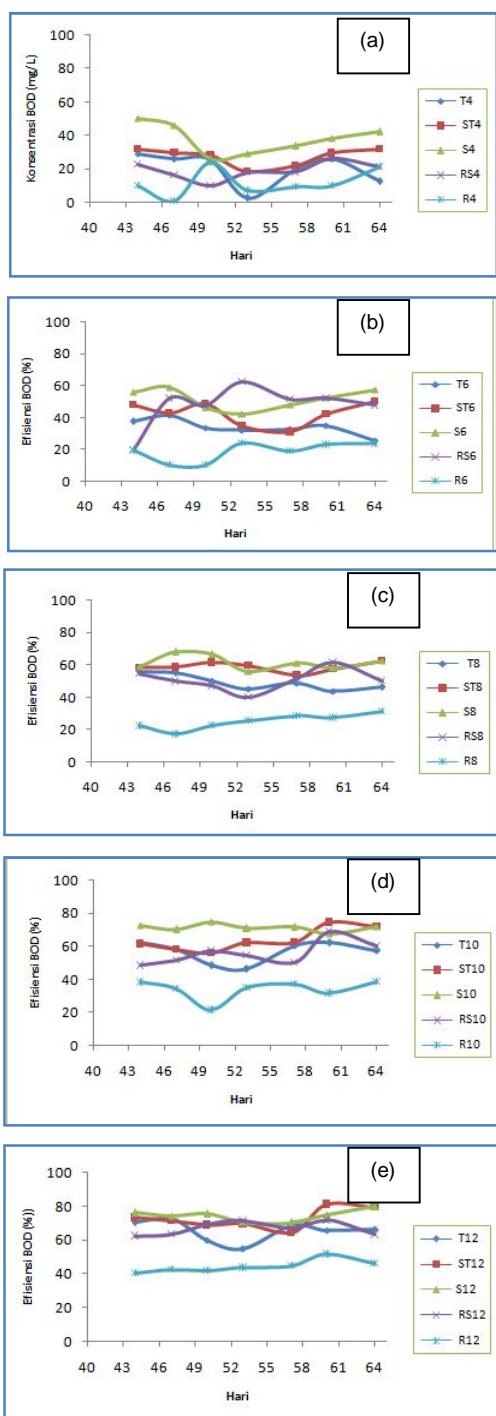 (a)
100
80
60
40
20
0
Konsentrasi BOD (mg/L)
40 43 46 49 52 55 58 61 64
Hari
T4
ST4
S4
RS4
R4
(b)
100
80
60
40
20
0
Efisiensi BOD (%)
40 43 46 49 52 55 58 61 64
Hari
T6
ST6
S6
RS6
R6
(c)
100
80
60
40
20
0
Efisiensi BOD (%)
40 43 46 49 52 55 58 61 64
Hari
T8
ST8
S8
RS8
R8
(d)
100
80
60
40
20
0
Efisiensi BOD (%)
40 43 46 49 52 55 58 61 64
Hari
T10
ST10
S10
RS10
R10
(e)
100
80
60
40
20
0
Efisiensi BOD (%))
40 43 46 49 52 55 58 61 64
Hari
T12
ST12
S12
RS12
R12